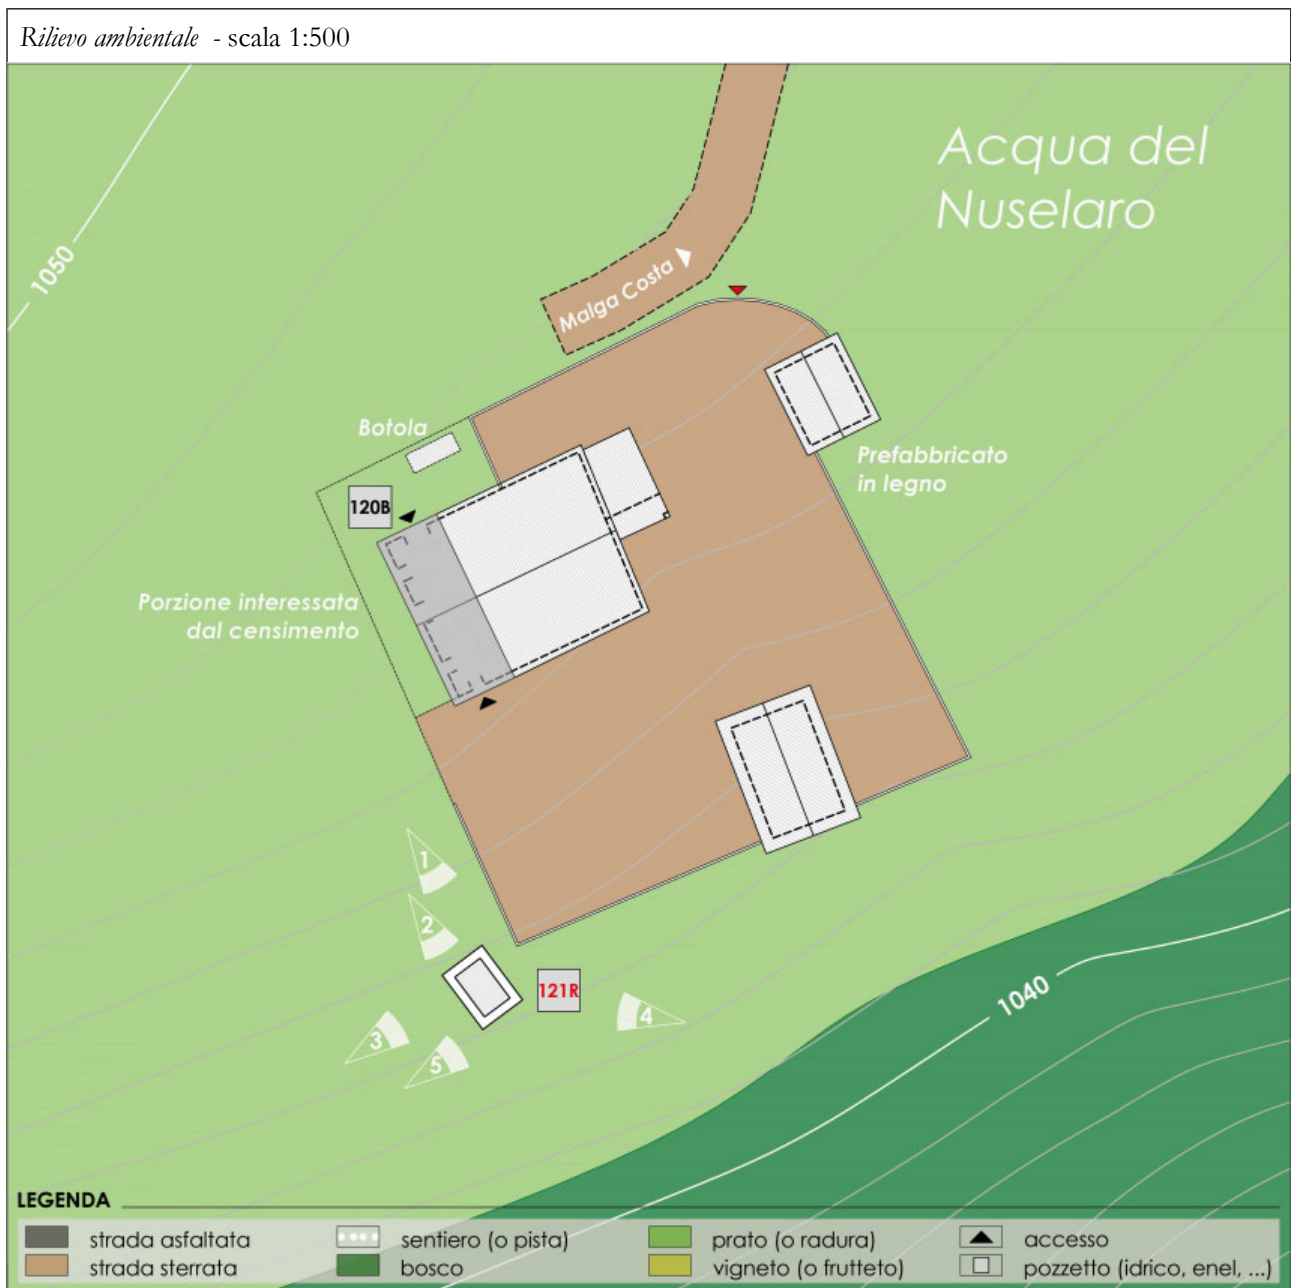 Rilievo ambientale - scala 1:500
Acqua del
Nuselaro
1050
Malga Costa
Botola
120B
Prefabbricato
in legno
Porzione interessata
dal censimento
1
2
121R
3
4
5
1040
LEGENDA
strada asfaltata
sentiero (o pista)
prato (o radura)
accesso
strada sterrata
bosco
vigneto (o frutteto)
pozzetto (idrico, enel, ...)